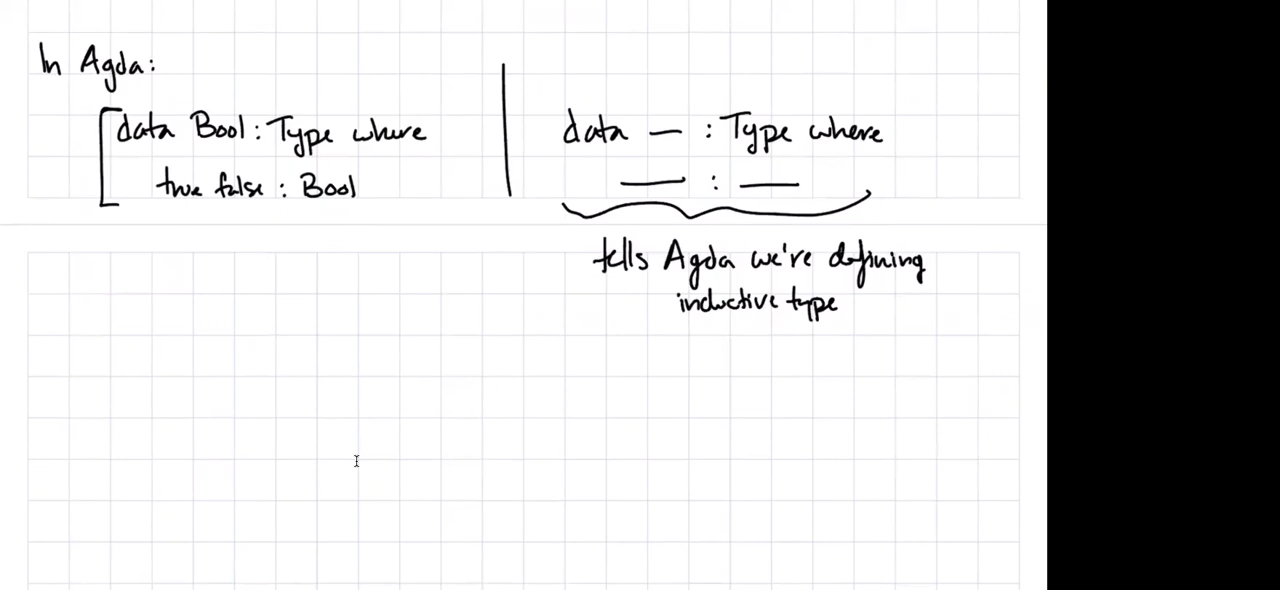 In Agda:
data Bool : Type where
true false : Bool
data — : Type where
— : —
tells Agda we're defining
inductive type